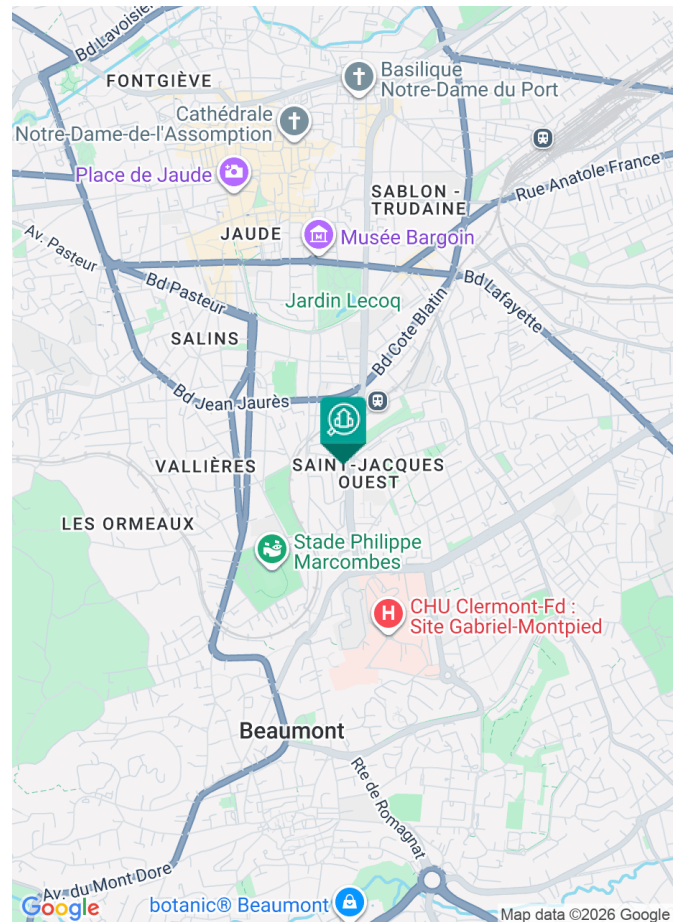 Bd Lavoisier
FONTGIÈVE
Basilique
Notre-Dame du Port
Cathédrale
Notre-Dame-de-l'Assomption
Place de Jaude
SABLON -
TRUDAINE
Rue Anatole France
JAUDE
Musée Bargoin
Av. Pasteur
Bd Pasteur
Jardin Lecoq
Bd Lafayette
SALINS
Bd Cote Blatin
Bd Jean Jaurès
VALLIÈRES
SAINT-JACQUES
OUEST
LES ORMEAUX
Stade Philippe
Marcombes
H
CHU Clermont-Fd :
Site Gabriel-Montpied
Beaumont
Rte de Romagnat
Av. du Mont Dore
botanic® Beaumont
Google
Map data ©2026 Google